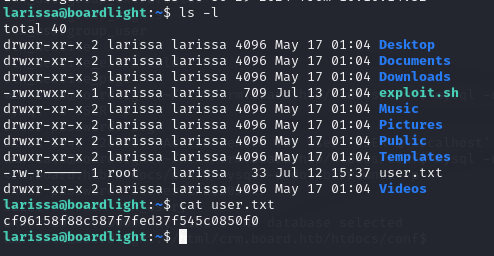 larissa@boardlight:~$ ls -l
total 40
drwxr-xr-x 2 larissa larissa 4096 May 17 01:04 Desktop
drwxr-xr-x 2 larissa larissa 4096 May 17 01:04 Documents
drwxr-xr-x 3 larissa larissa 4096 May 17 01:04 Downloads
-rwxrwxr-x 1 larissa larissa  709 Jul 13 01:04 exploit.sh
drwxr-xr-x 2 larissa larissa 4096 May 17 01:04 Music
drwxr-xr-x 2 larissa larissa 4096 May 17 01:04 Pictures
drwxr-xr-x 2 larissa larissa 4096 May 17 01:04 Public
drwxr-xr-x 2 larissa larissa 4096 May 17 01:04 Templates
-rw-r----- 1 root    larissa   33 Jul 12 15:37 user.txt
drwxr-xr-x 2 larissa larissa 4096 May 17 01:04 Videos
larissa@boardlight:~$ cat user.txt
cf96158f88c587f7fed37f545c0850f0
larissa@boardlight:~$